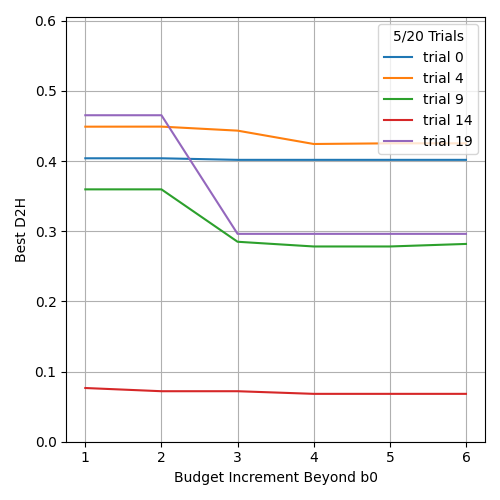 5/20 Trials
trial 0
trial 4
trial 9
trial 14
trial 19
0.6
0.5
0.4
0.3
0.2
0.1
0.0
Best D2H
1 2 3 4 5 6
Budget Increment Beyond b0